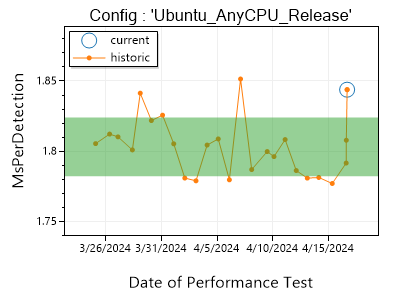 Config : 'Ubuntu_AnyCPU_Release'
current
historic
MsPerDetection
1.85
1.8
1.75
3/26/2024 3/31/2024 4/5/2024 4/10/2024 4/15/2024
Date of Performance Test